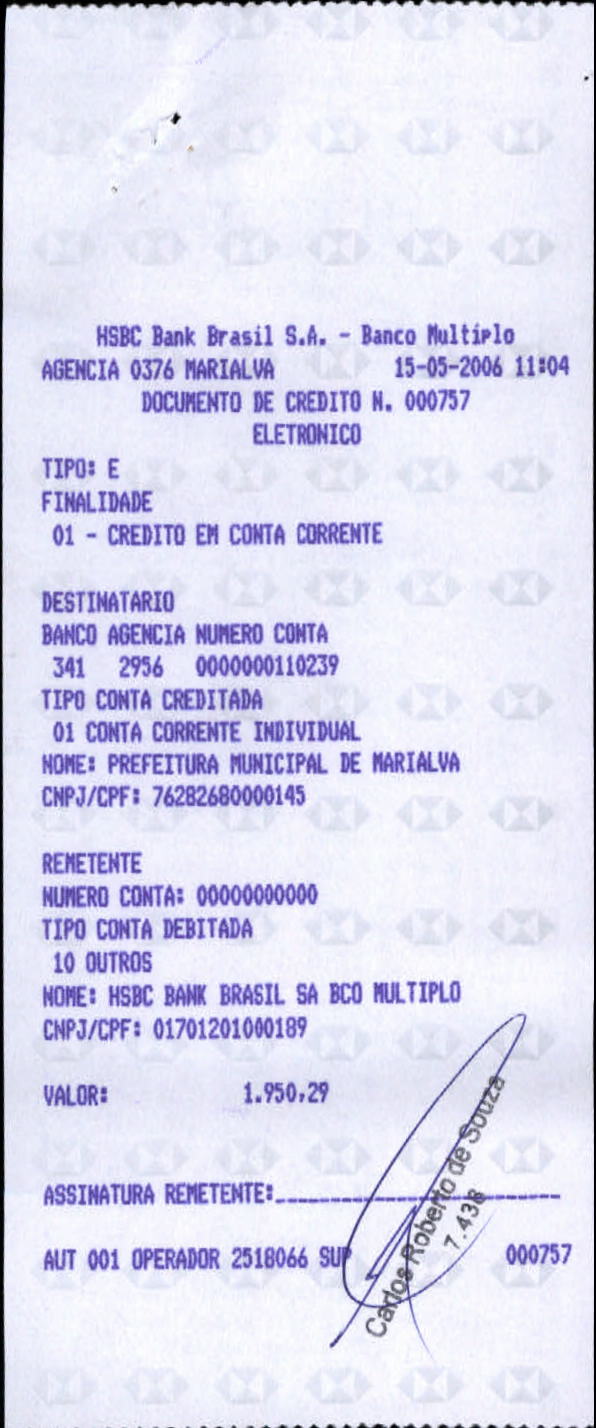 HSBC Bank Brasil S.A. - Banco Multiplo
AGENCIA 0376 MARIALVA 15-05-2006 11:04
DOCUMENTO DE CREDITO N. 000757
ELETRONICO
TIPO: E
FINALIDADE
01 - CREDITO EM CONTA CORRENTE
DESTINATARIO
BANCO AGENCIA NUMERO CONTA
341 2956 0000000110239
TIPO CONTA CREDITADA
01 CONTA CORRENTE INDIVIDUAL
NOME: PREFEITURA MUNICIPAL DE MARIALVA
CNPJ/CPF: 76282680000145
REMETENTE
NUMERO CONTA: 00000000000
TIPO CONTA DEBITADA
10 OUTROS
NOME: HSBC BANK BRASIL SA BCO MULTIPLO
CNPJ/CPF: 01701201000189
VALOR: 1.950,29
ASSINATURA REMETENTE:
AUT 001 OPERADOR 2518066 SUP 000757
Carlos Roberto de Souza
7.438